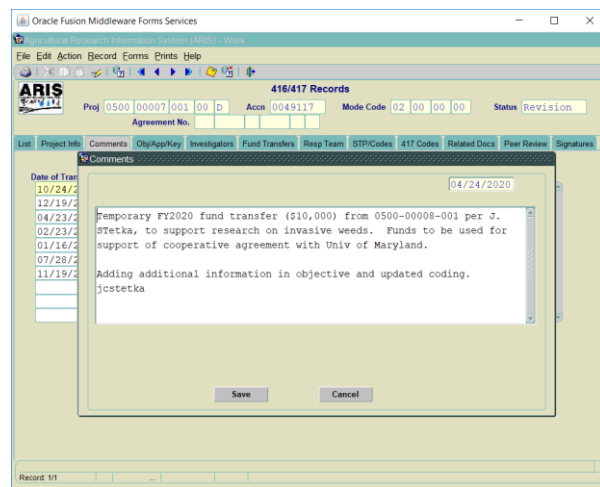 Oracle Fusion Middleware Forms Services
Agricultural Research Information System (ARIS) - Work
File Edit Action Record Forms Prints Help
ARIS
416/417 Records
Proj 0500 00007 001 00 D Accn 0049117 Mode Code 02 00 00 00 Status Revision
Agreement No.
List Project Info Comments Obj/App/Key Investigators Fund Transfers Resp Team STP/Codes 417 Codes Related Docs Peer Review Signatures
Comments
Date of Tran
04/24/2020
10/24/2
12/19/2
04/23/2
02/23/2
01/16/2
07/28/2
11/19/2
Temporary FY2020 fund transfer ($10,000) from 0500-00008-001 per J.
STetka, to support research on invasive weeds. Funds to be used for
support of cooperative agreement with Univ of Maryland.
Adding additional information in objective and updated coding.
jcstetka
Save Cancel
Record: 1/1 ...